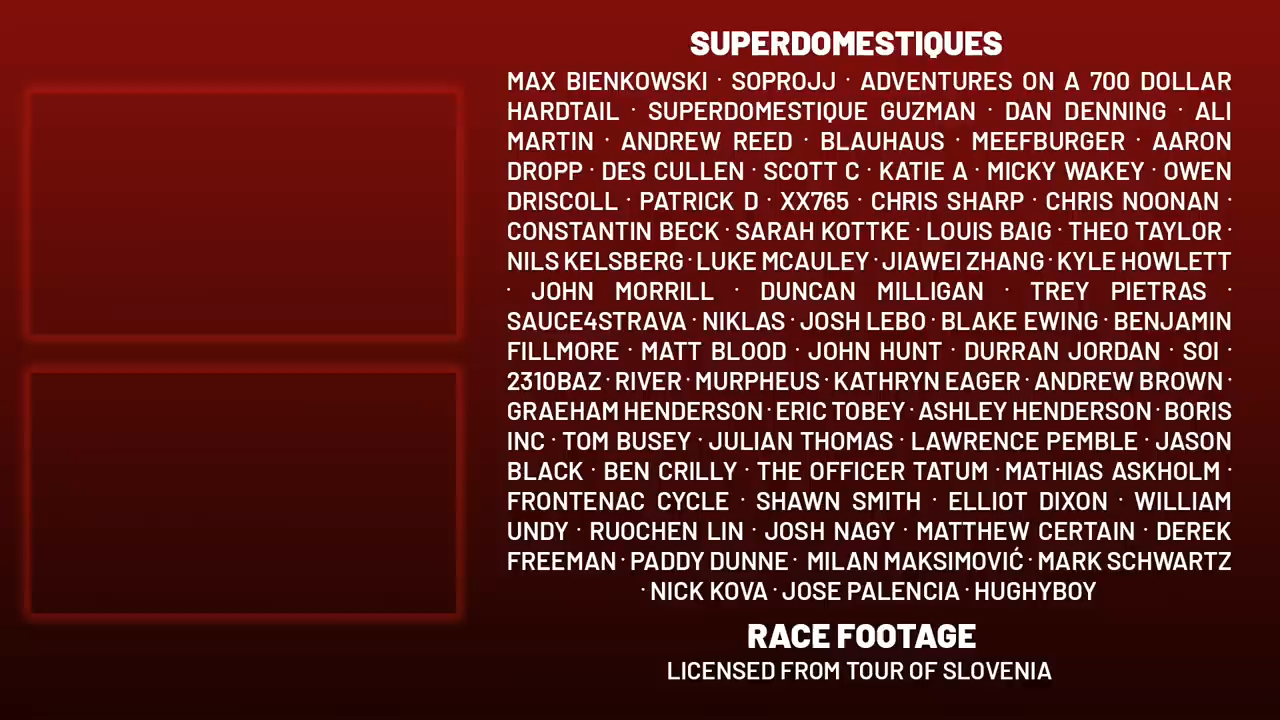 SUPERDOMESTIQUES
MAX BIENKOWSKI · SOPROJJ · ADVENTURES ON A 700 DOLLAR
HARDTAIL · SUPERDOMESTIQUE GUZMAN · DAN DENNING · ALI
MARTIN · ANDREW REED · BLAUHAUS · MEEFBURGER · AARON
DROPP · DES CULLEN · SCOTT C · KATIE A · MICKY WAKEY · OWEN
DRISCOLL · PATRICK D · XX765 · CHRIS SHARP · CHRIS NOONAN ·
CONSTANTIN BECK · SARAH KOTTKE · LOUIS BAIG · THEO TAYLOR ·
NILS KELSBERG · LUKE MCAULEY · JIAWEI ZHANG · KYLE HOWLETT
· JOHN MORRILL · DUNCAN MILLIGAN · TREY PIETRAS ·
SAUCE4STRAVA · NIKLAS · JOSH LEBO · BLAKE EWING · BENJAMIN
FILLMORE · MATT BLOOD · JOHN HUNT · DURRAN JORDAN · SOI ·
2310BAZ · RIVER · MURPHEUS · KATHRYN EAGER · ANDREW BROWN ·
GRAEHAM HENDERSON · ERIC TOBEY · ASHLEY HENDERSON · BORIS
INC · TOM BUSEY · JULIAN THOMAS · LAWRENCE PEMBLE · JASON
BLACK · BEN CRILLY · THE OFFICER TATUM · MATHIAS ASKHOLM ·
FRONTENAC CYCLE · SHAWN SMITH · ELLIOT DIXON · WILLIAM
UNDY · RUOCHEN LIN · JOSH NAGY · MATTHEW CERTAIN · DEREK
FREEMAN · PADDY DUNNE · MILAN MAKSIMOVIĆ · MARK SCHWARTZ
· NICK KOVA · JOSE PALENCIA · HUGHYBOY
RACE FOOTAGE
LICENSED FROM TOUR OF SLOVENIA